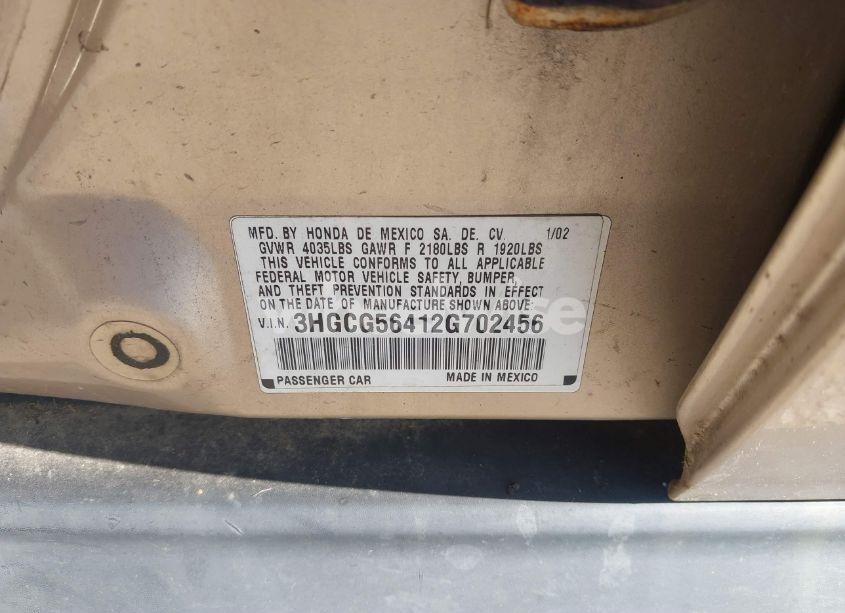 MFD. BY HONDA DE MEXICO SA. DE. CV. 1/02
GVWR 4035LBS GAWR F 2180LBS R 1920LBS
THIS VEHICLE CONFORMS TO ALL APPLICABLE
FEDERAL MOTOR VEHICLE SAFETY, BUMPER,
AND THEFT PREVENTION STANDARDS IN EFFECT
ON THE DATE OF MANUFACTURE SHOWN ABOVE:
V.I.N. 3HGCG56412G702456
PASSENGER CAR MADE IN MEXICO